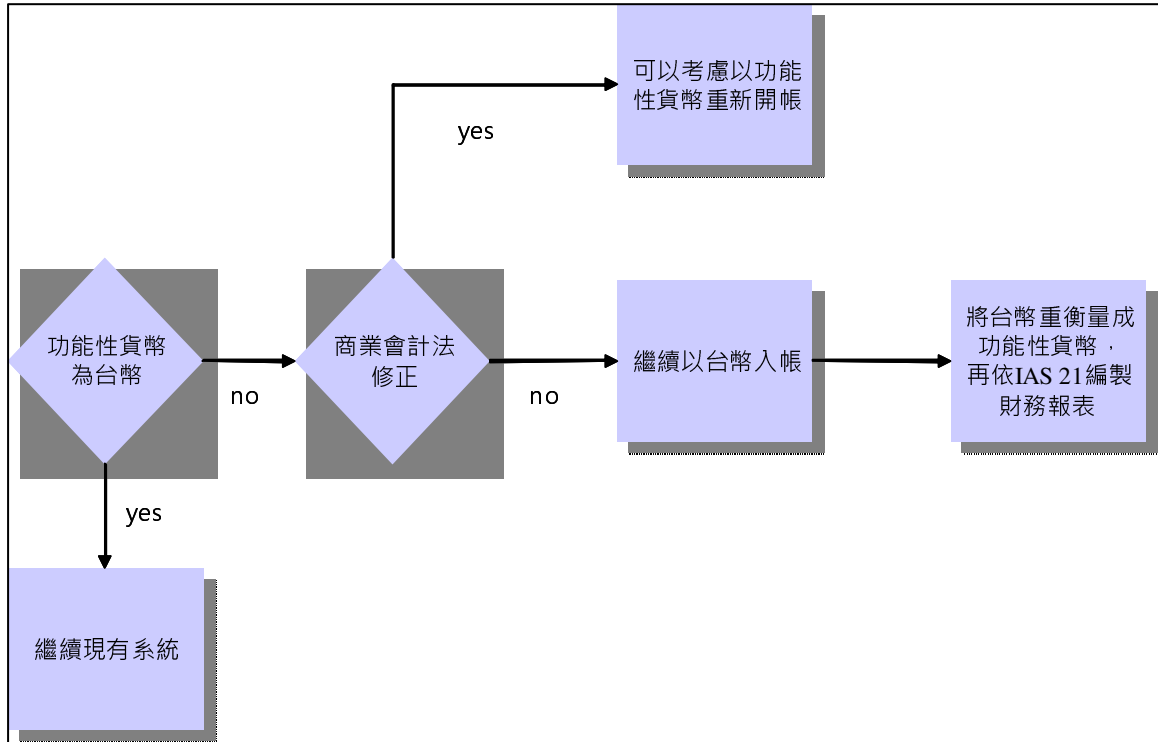 可以考慮以功能
性貨幣重新開帳
yes
功能性貨幣
為台幣
no
商業會計法
修正
no
繼續以台幣入帳
將台幣重衡量成
功能性貨幣，
再依IAS 21編製
財務報表
yes
繼續現有系統